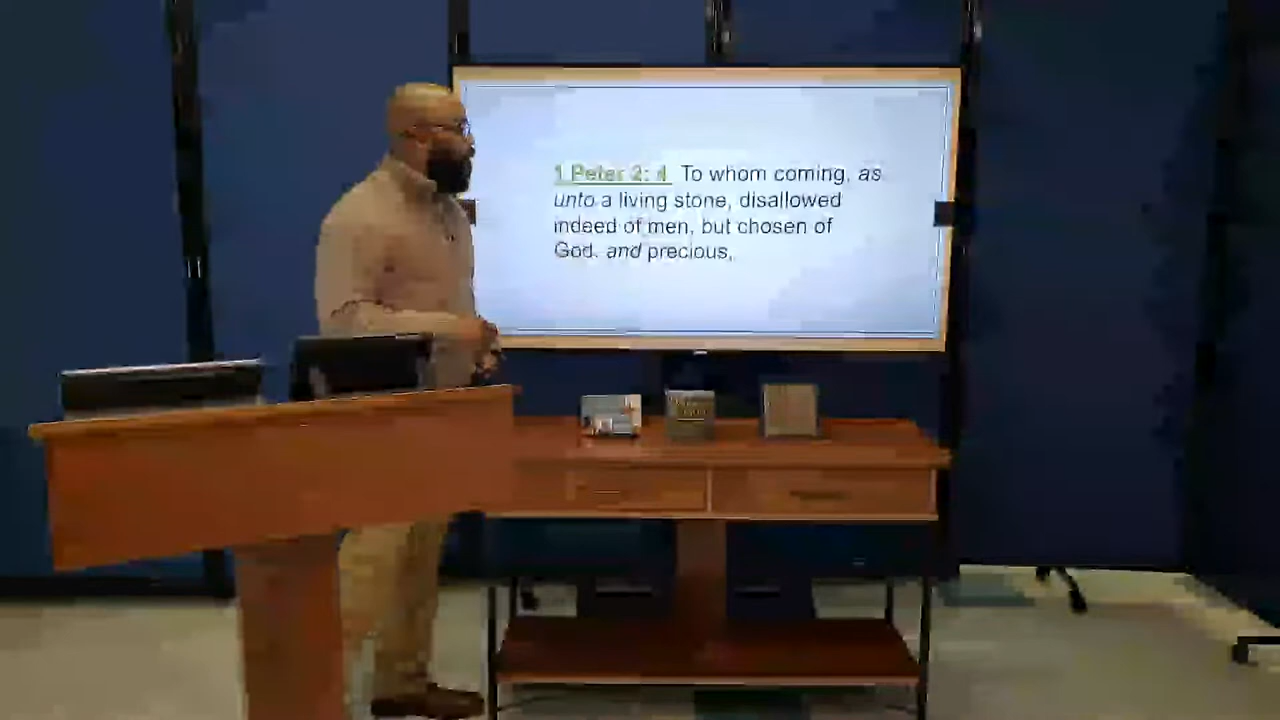 1 Peter 2: 4 To whom coming, as
unto a living stone, disallowed
indeed of men, but chosen of
God, and precious,